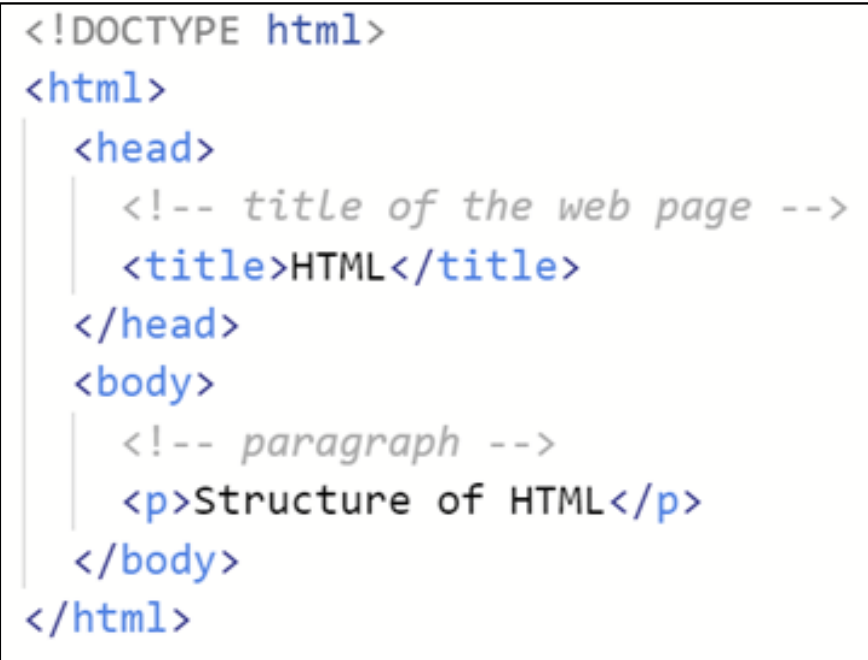 <!DOCTYPE html>
<html>
<head>
<!-- title of the web page -->
<title>HTML</title>
</head>
<body>
<!-- paragraph -->
<p>Structure of HTML</p>
</body>
</html>